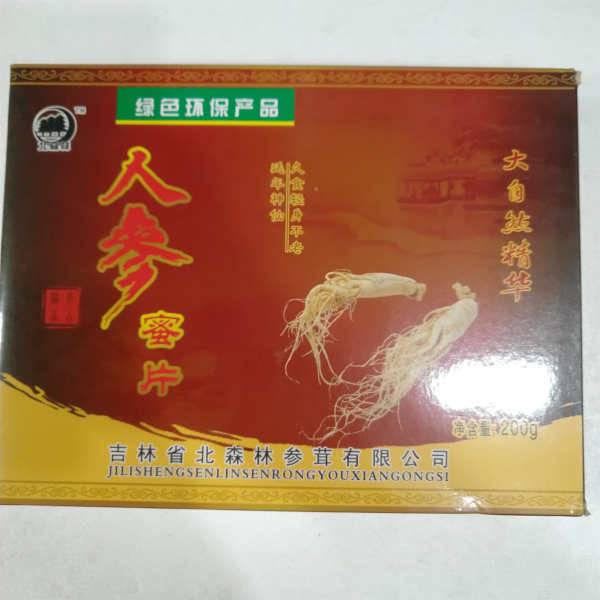 TM
绿色环保产品
人参
蜜片
久食轻身不老
延年神仙
大自然精华
净含量:200g
吉林省北森林参茸有限公司
JILISHENGSENLINSENRONGYOUXIANGONGSI